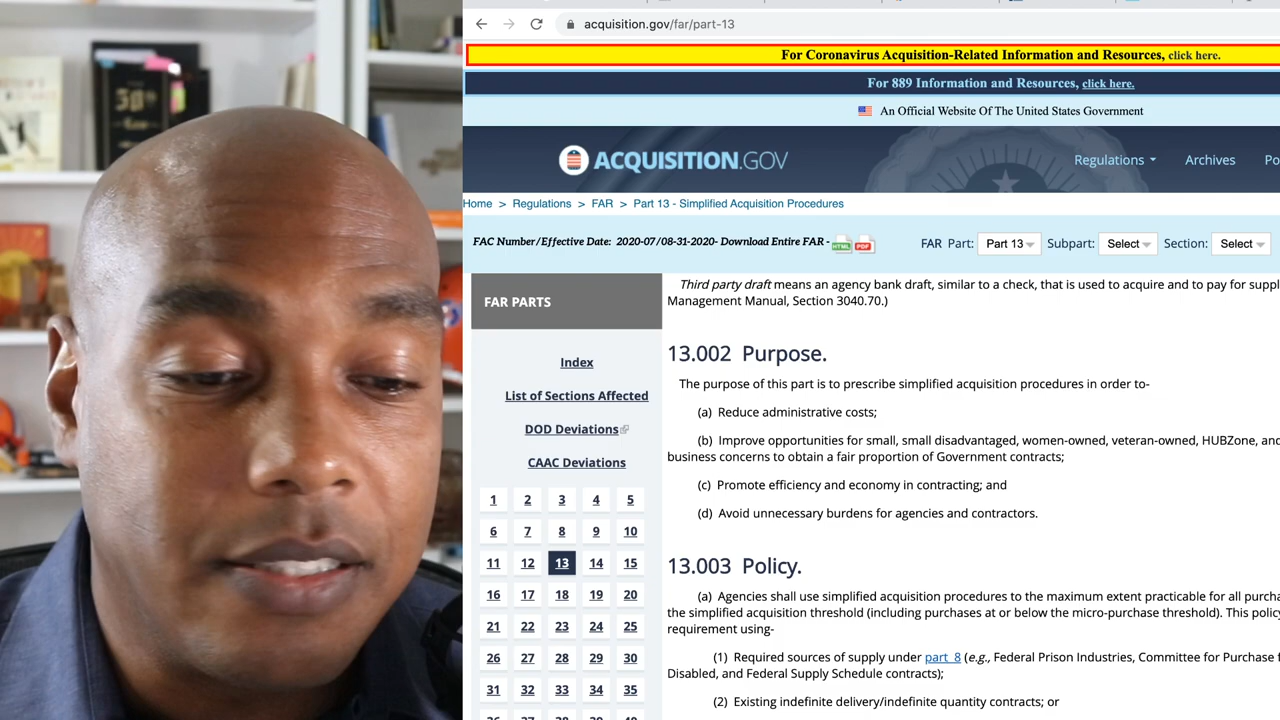 acquisition.gov/far/part-13
For Coronavirus Acquisition-Related Information and Resources, click here.
For 889 Information and Resources, click here.
An Official Website Of The United States Government
ACQUISITION.GOV
Regulations
Archives
Home > Regulations > FAR > Part 13 - Simplified Acquisition Procedures
FAC Number/Effective Date: 2020-07/08-31-2020- Download Entire FAR - HTML PDF
FAR Part: Part 13 Subpart: Select Section: Select
FAR PARTS
Index
List of Sections Affected
DOD Deviations
CAAC Deviations
1 2 3 4 5
6 7 8 9 10
11 12 13 14 15
16 17 18 19 20
21 22 23 24 25
26 27 28 29 30
31 32 33 34 35
Third party draft means an agency bank draft, similar to a check, that is used to acquire and to pay for
Management Manual, Section 3040.70.)
13.002 Purpose.
The purpose of this part is to prescribe simplified acquisition procedures in order to-
(a) Reduce administrative costs;
(b) Improve opportunities for small, small disadvantaged, women-owned, veteran-owned, HUBZone,
business concerns to obtain a fair proportion of Government contracts;
(c) Promote efficiency and economy in contracting; and
(d) Avoid unnecessary burdens for agencies and contractors.
13.003 Policy.
(a) Agencies shall use simplified acquisition procedures to the maximum extent practicable for all
the simplified acquisition threshold (including purchases at or below the micro-purchase threshold). This
requirement using-
(1) Required sources of supply under part 8 (e.g., Federal Prison Industries, Committee for Purchase
Disabled, and Federal Supply Schedule contracts);
(2) Existing indefinite delivery/indefinite quantity contracts; or